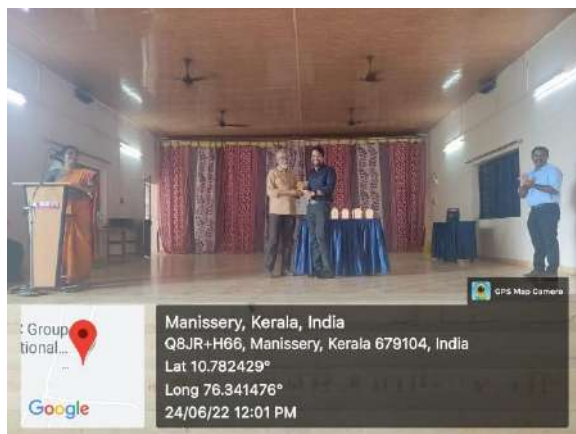 GPS Map Camera
: Group
tional...
Google
Manissery, Kerala, India
Q8JR+H66, Manissery, Kerala 679104, India
Lat 10.782429°
Long 76.341476°
24/06/22 12:01 PM